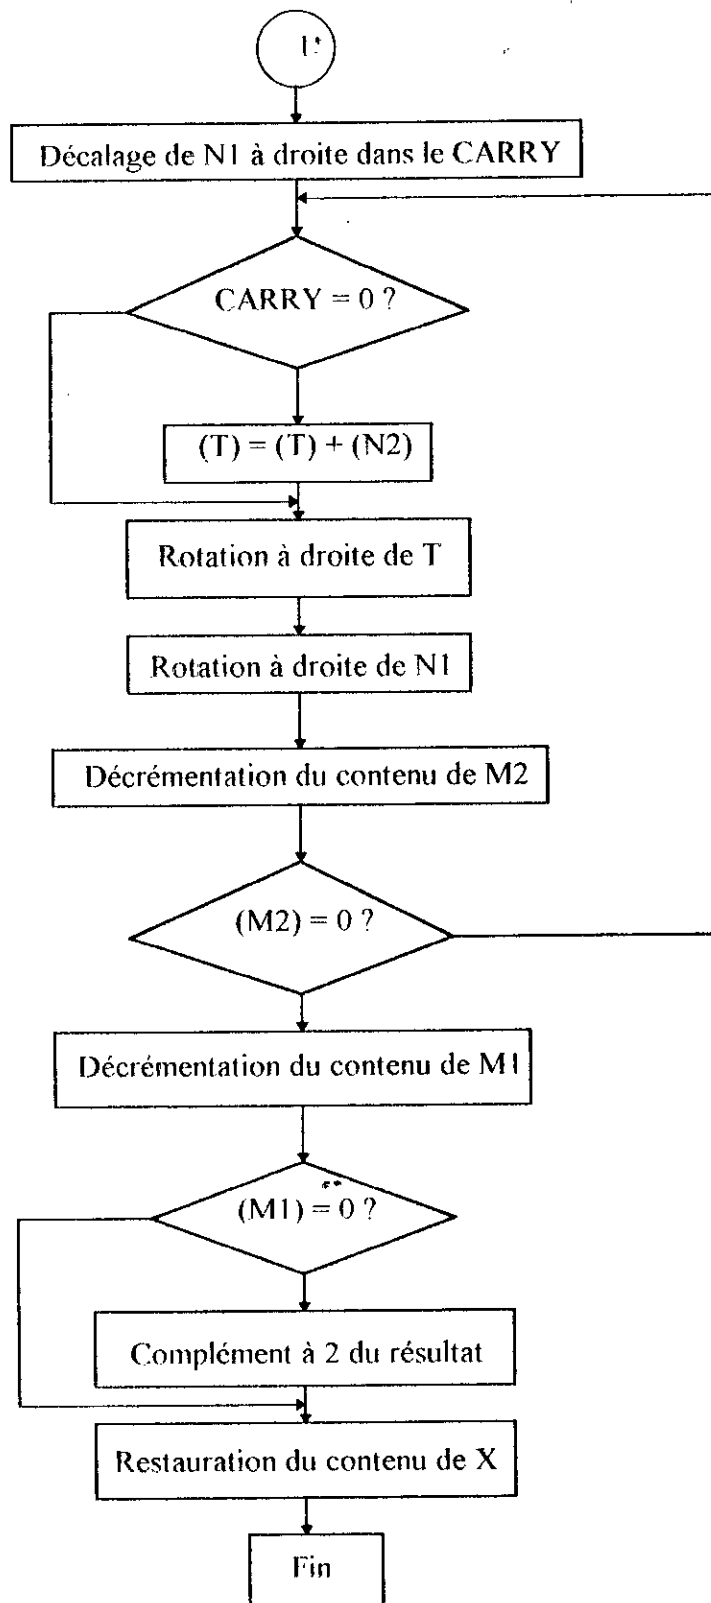 Décalage de N1 à droite dans le CARRY
CARRY = 0 ?
(T) = (T) + (N2)
Rotation à droite de T
Rotation à droite de N1
Décrémentation du contenu de M2
(M2) = 0 ?
Décrémentation du contenu de M1
(M1) = 0 ?
Complément à 2 du résultat
Restauration du contenu de X
Fin